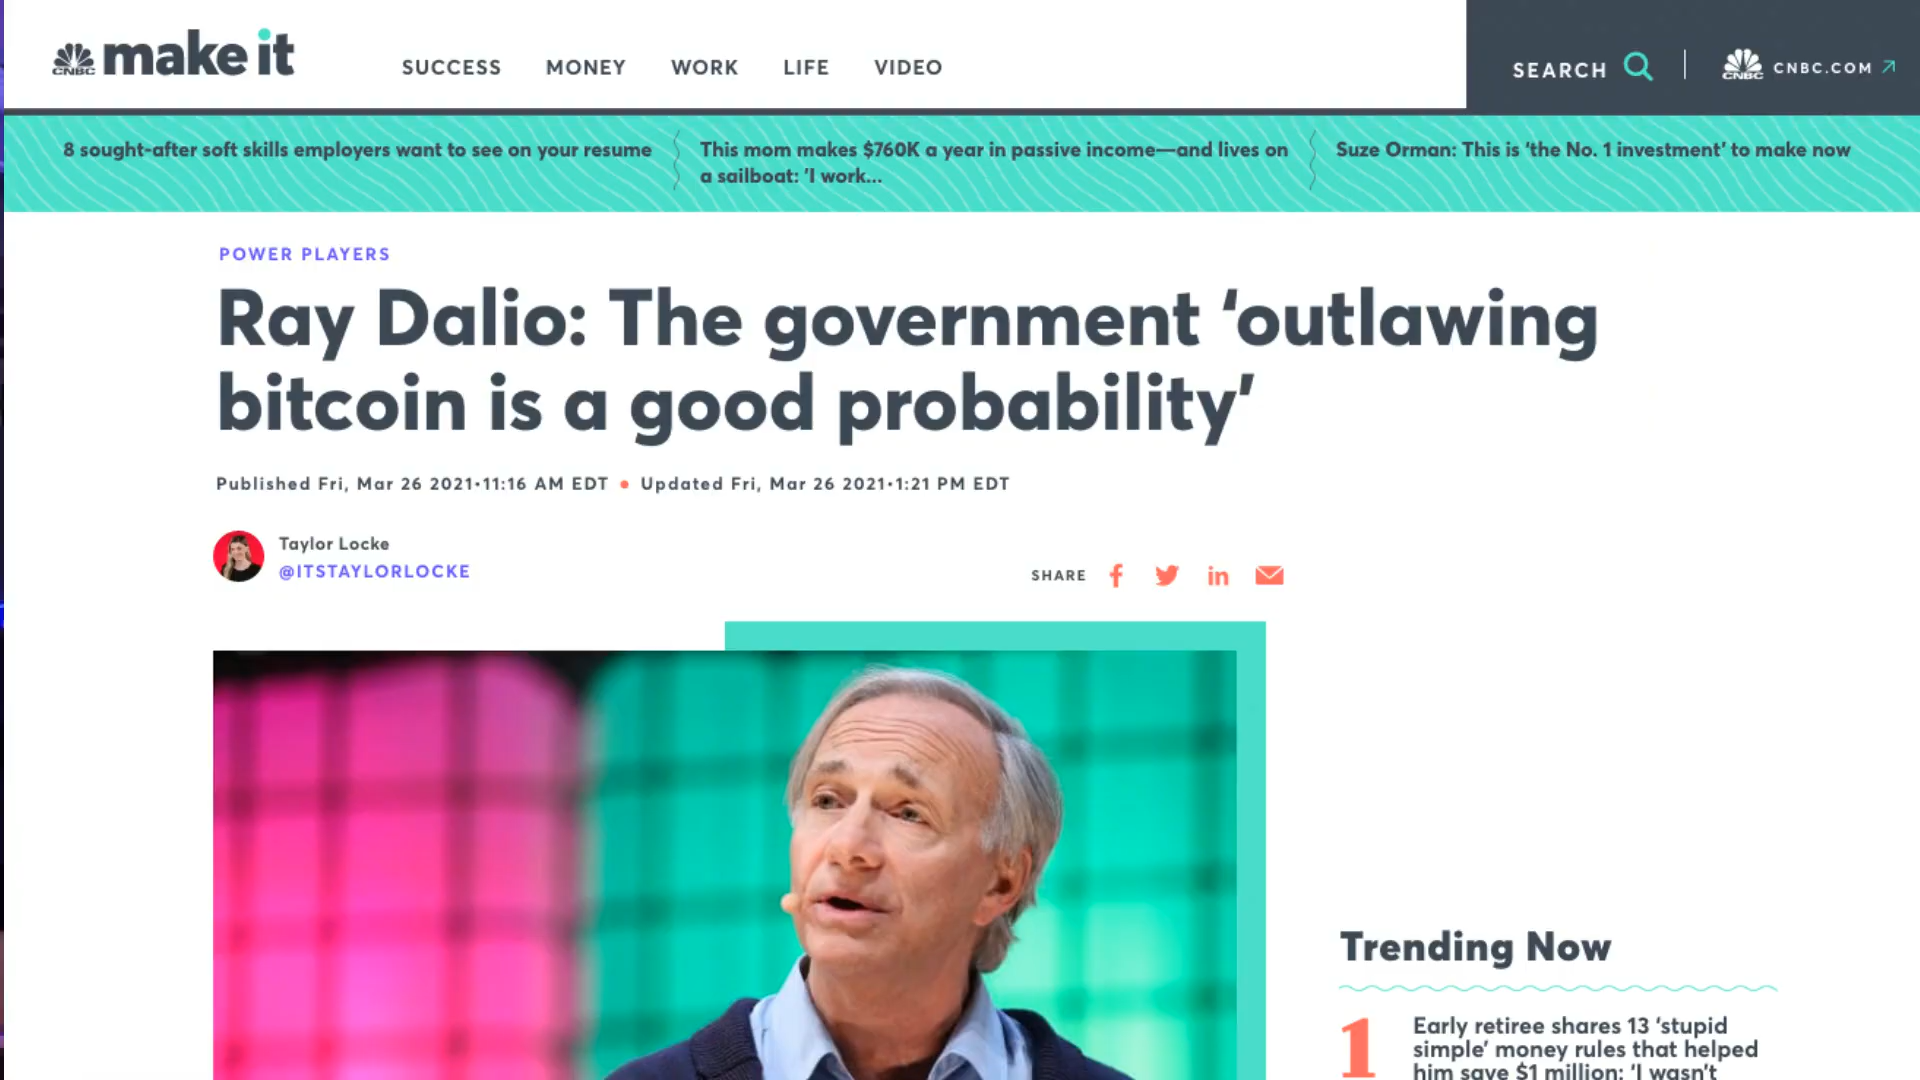 CNBC make it
SUCCESS MONEY WORK LIFE VIDEO
SEARCH
CNBC CNBC.COM
8 sought-after soft skills employers want to see on your resume
This mom makes $760K a year in passive income—and lives on
a sailboat: 'I work...
Suze Orman: This is ‘the No. 1 investment’ to make now
POWER PLAYERS
Ray Dalio: The government ‘outlawing
bitcoin is a good probability’
Published Fri, Mar 26 2021•11:16 AM EDT • Updated Fri, Mar 26 2021•1:21 PM EDT
Taylor Locke
@ITSTAYLORLOCKE
SHARE
Trending Now
1
Early retiree shares 13 ‘stupid
simple’ money rules that helped
him save $1 million: ‘I wasn’t